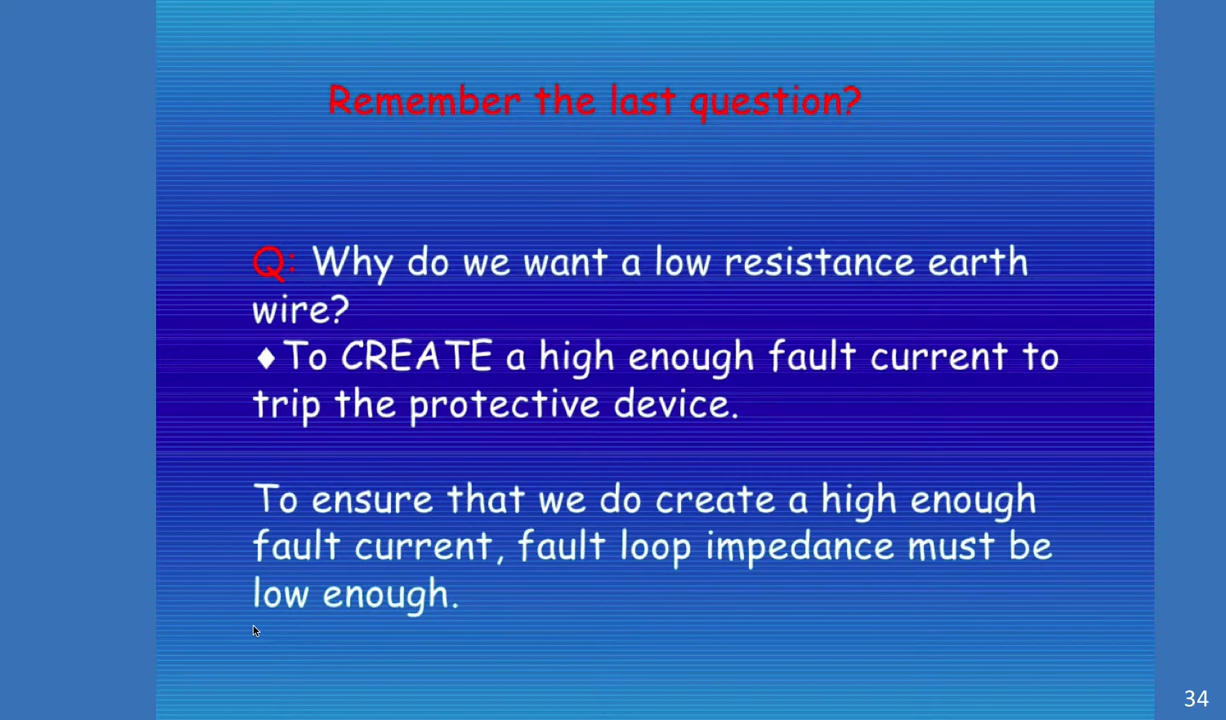 Remember the last question?
Q: Why do we want a low resistance earth
wire?
♦To CREATE a high enough fault current to
trip the protective device.
To ensure that we do create a high enough
fault current, fault loop impedance must be
low enough.
34